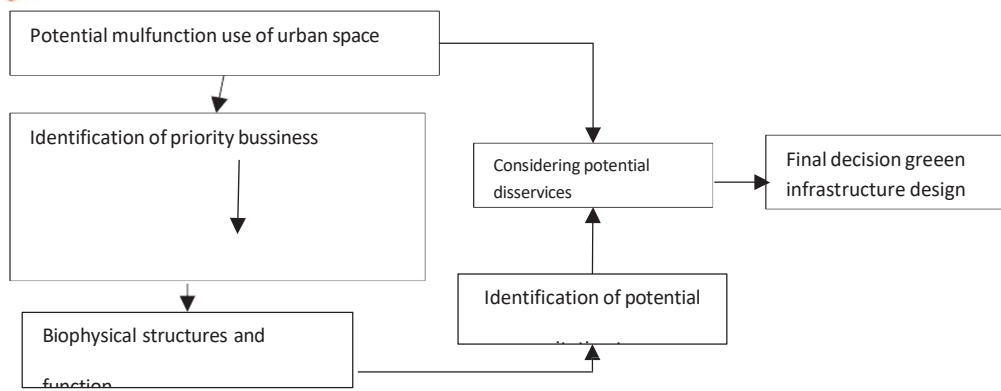 Potential mulfunction use of urban space
Identification of priority bussiness
Considering potential
disservices
Final decision greeen
infrastructure design
Identification of potential
Biophysical structures and
function